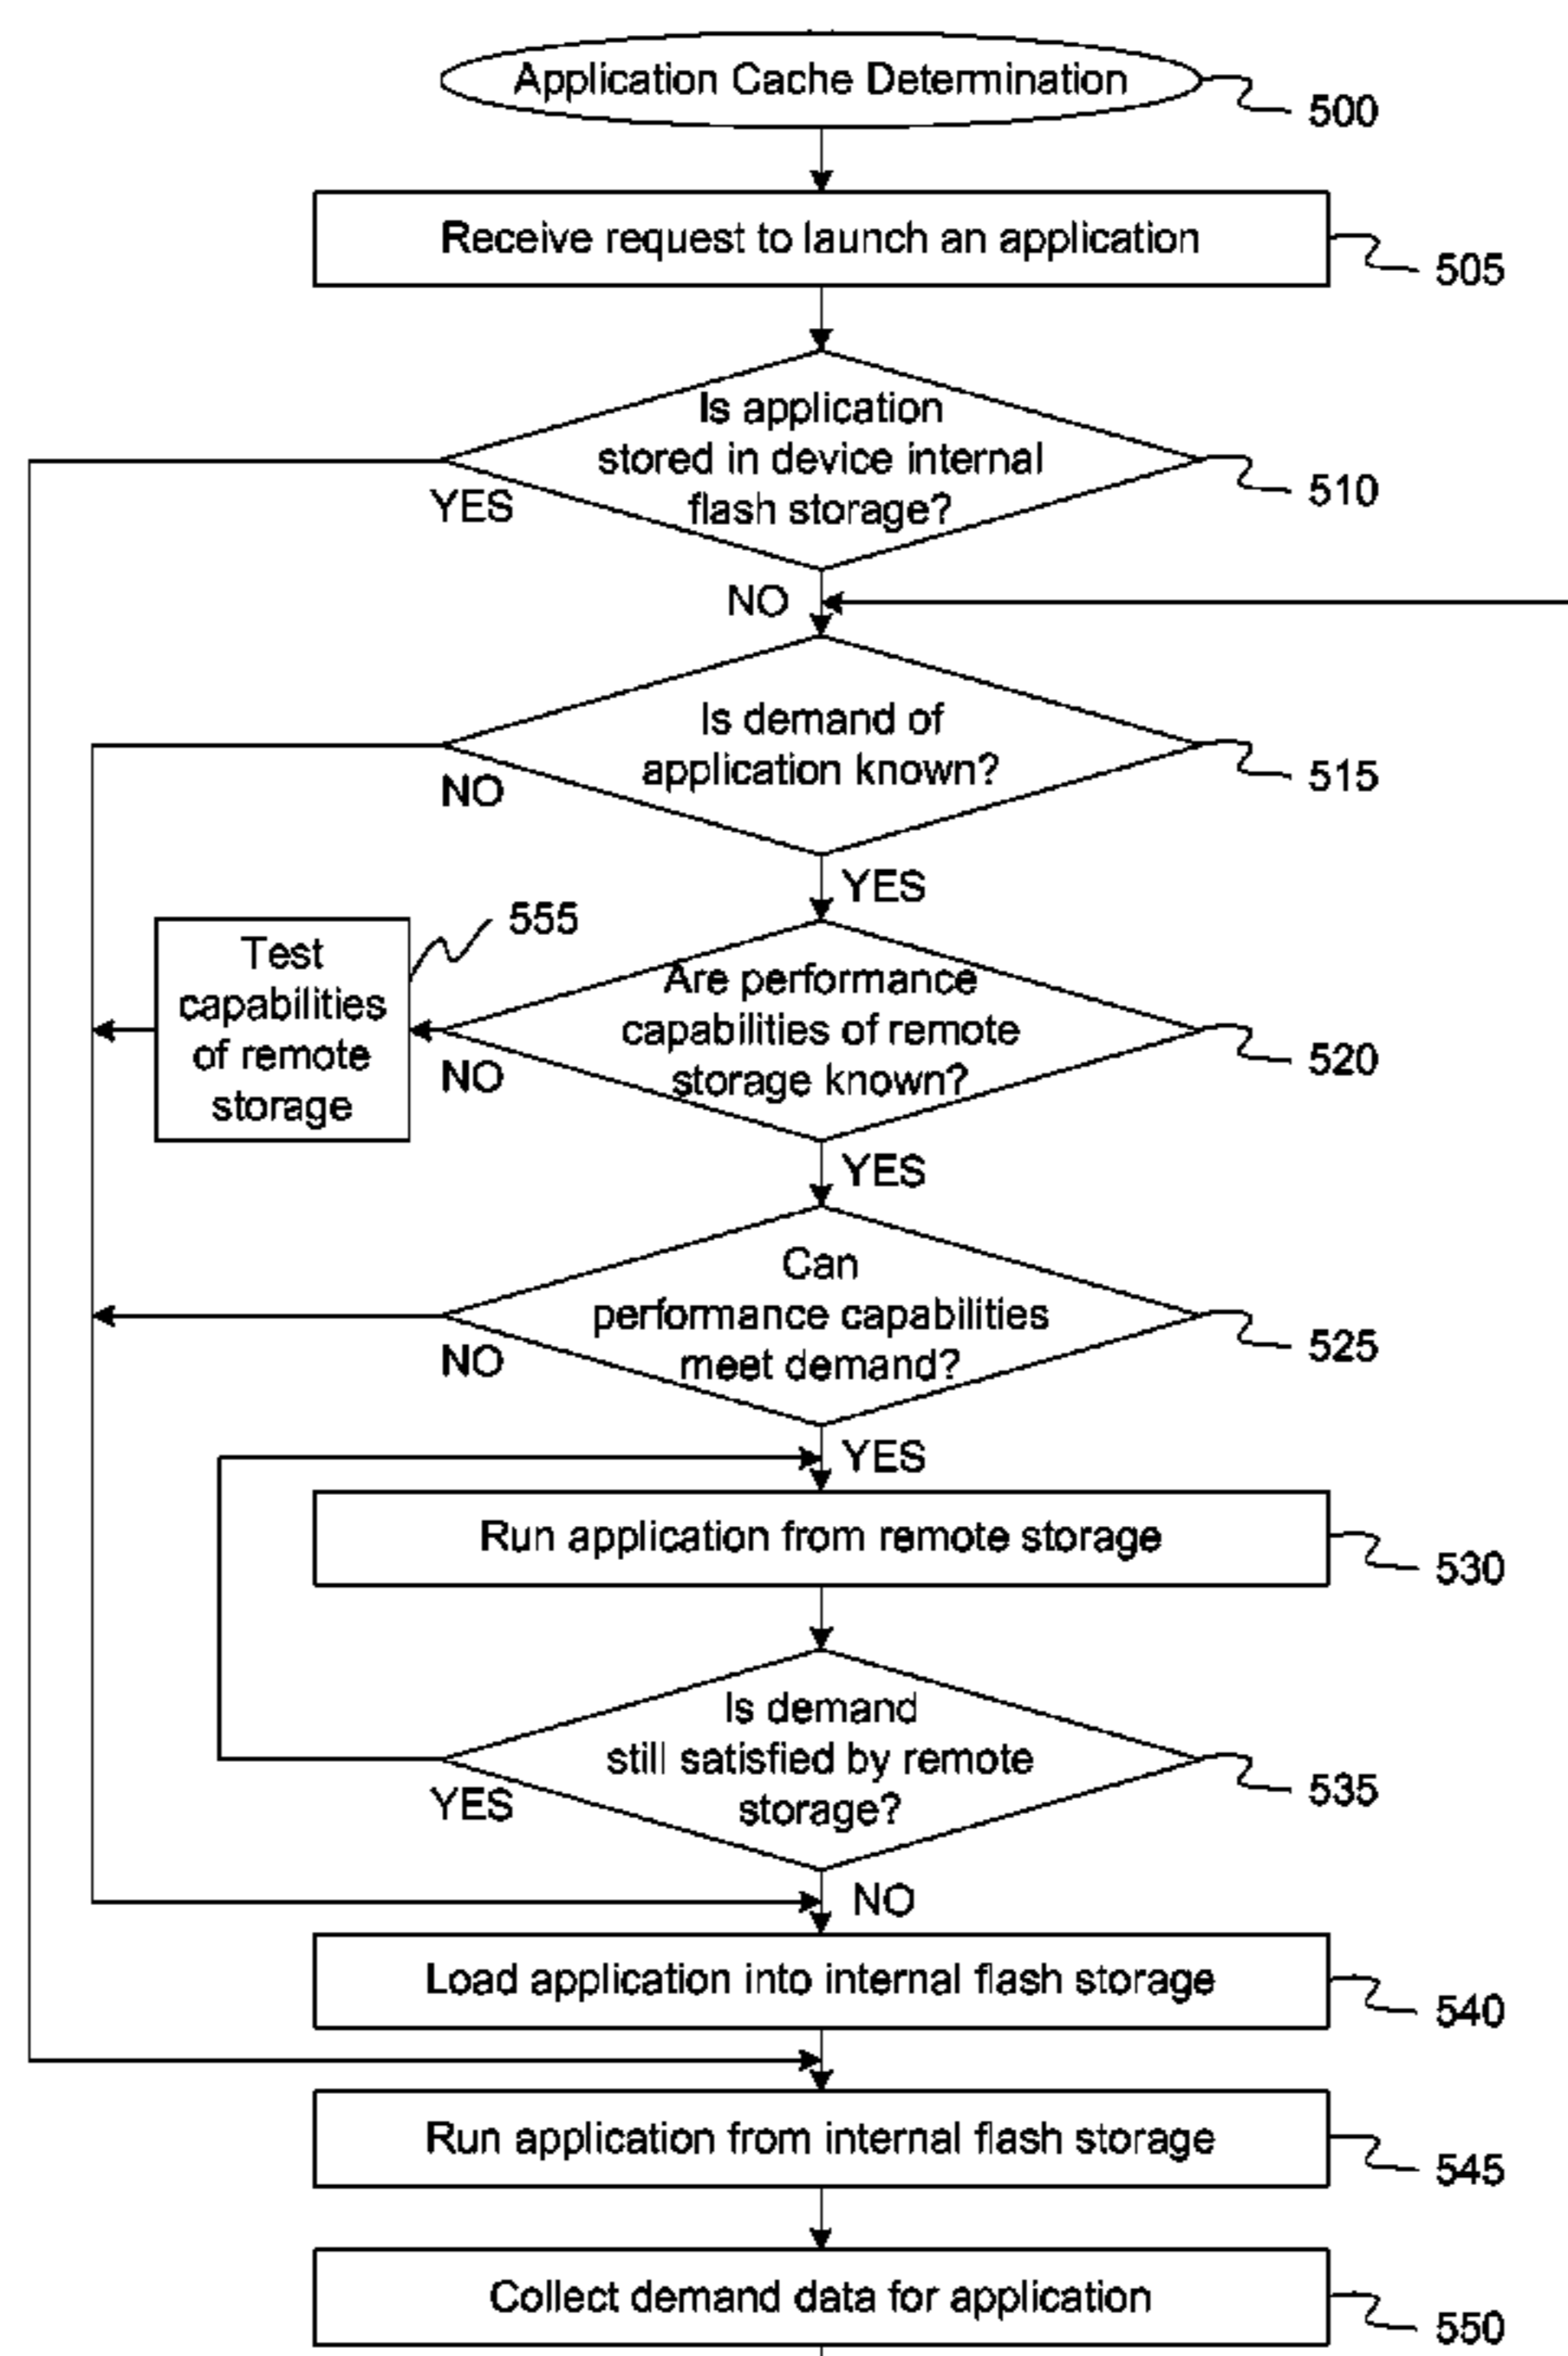 Application Cache Determination
500
Receive request to launch an application
505
Is application
stored in device internal
flash storage?
510
YES
NO
Is demand of
application known?
515
NO
YES
555
Test
capabilities
of remote
storage
Are performance
capabilities of remote
storage known?
520
NO
YES
Can
performance capabilities
meet demand?
525
NO
YES
Run application from remote storage
530
Is demand
still satisfied by remote
storage?
535
YES
NO
Load application into internal flash storage
540
Run application from internal flash storage
545
Collect demand data for application
550